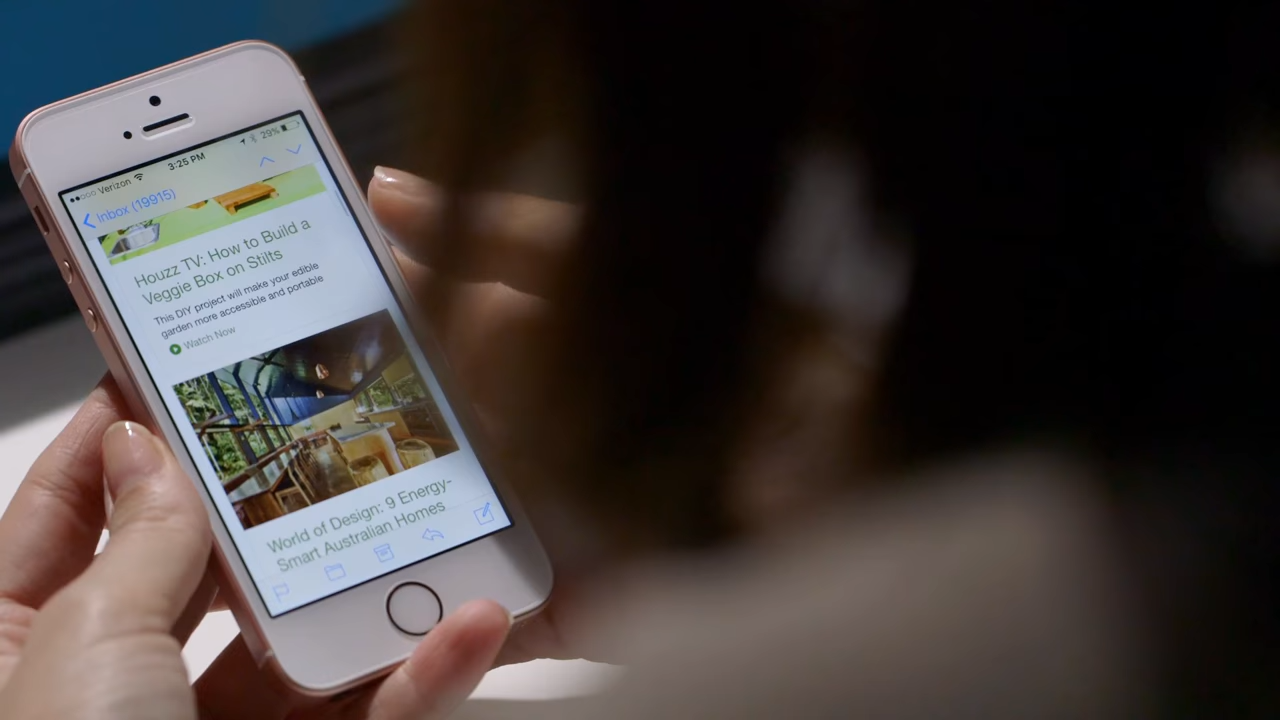 Verizon 3:25 PM 29%
Inbox (19915)
Houzz TV: How to Build a
Veggie Box on Stilts
This DIY project will make your edible
garden more accessible and portable
Watch Now
World of Design: 9 Energy-
Smart Australian Homes